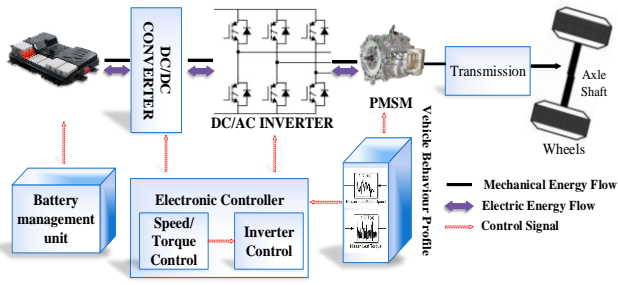 DC/DC
CONVERTER
DC/AC INVERTER
PMSM
Transmission
Axle
Shaft
Wheels
Vehicle Behaviour Profile
Battery
management
unit
Electronic Controller
Speed/
Torque
Control
Inverter
Control
Mechanical Energy Flow
Electric Energy Flow
Control Signal